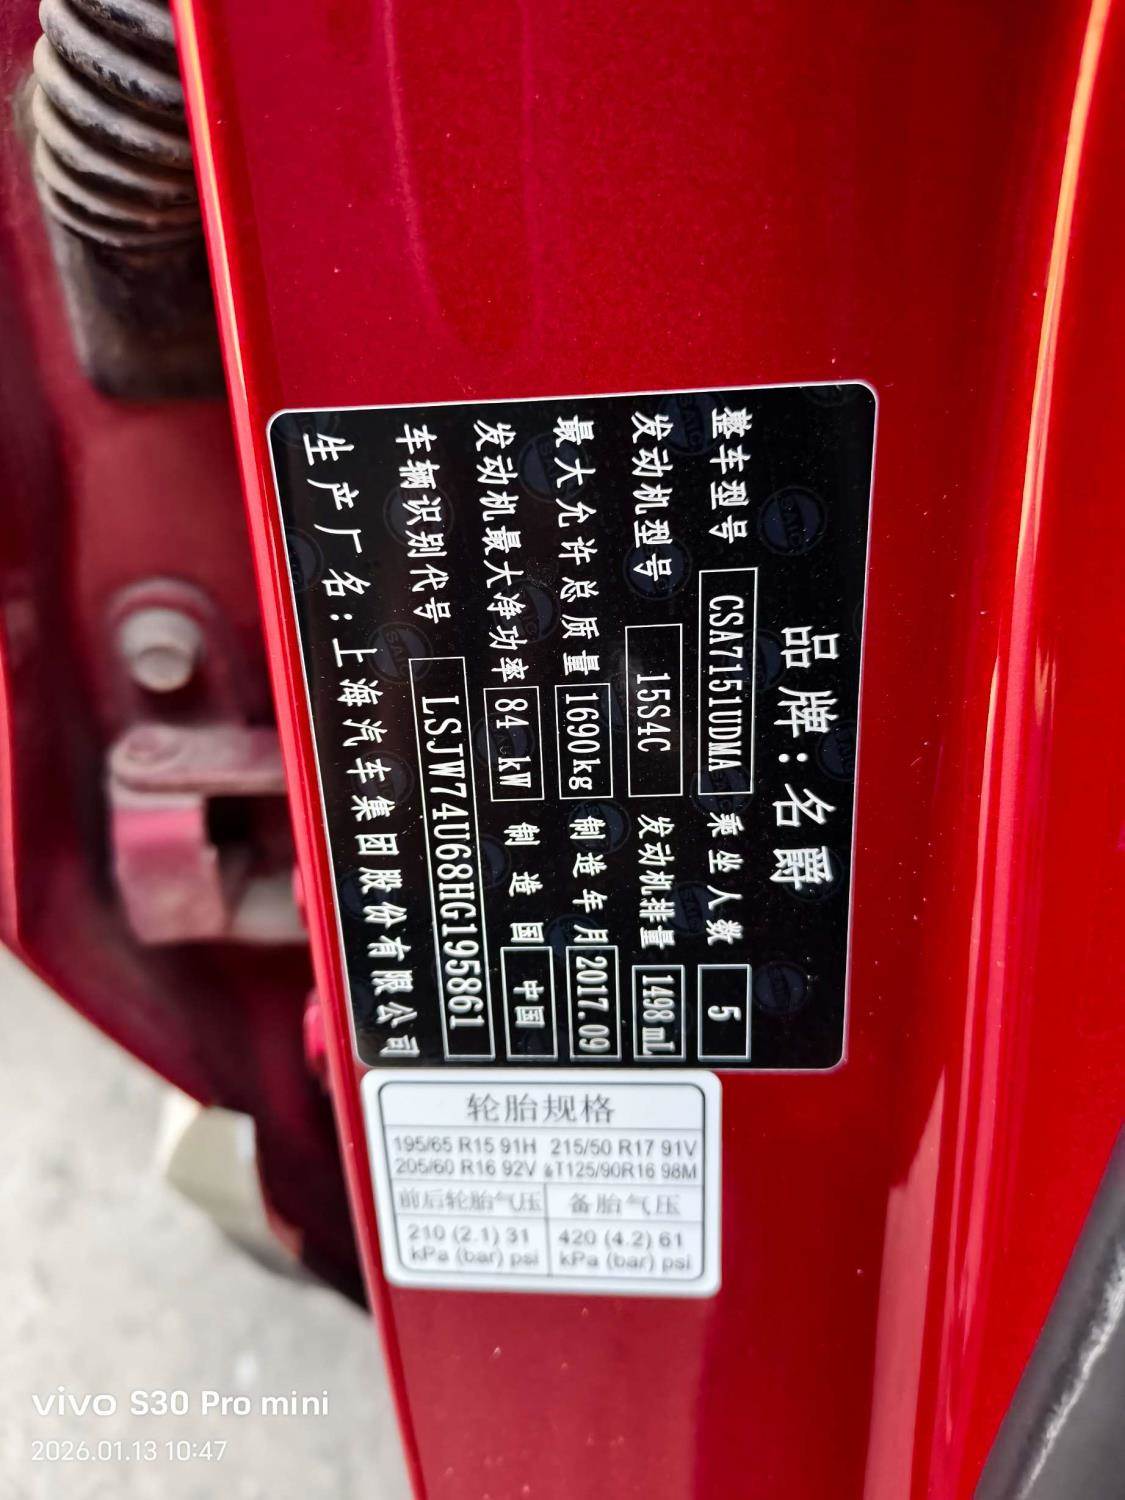 品牌：名爵
整车型号 CSA7151UDMA 乘坐人数 5
发动机型号 15S4C 发动机排量 1498mL
最大允许总质量 1690kg 制造年月 2017.09
发动机最大净功率 84 kW 制造国 中国
车辆识别代号 LSJW74U68HG195861
生产厂名：上海汽车集团股份有限公司
轮胎规格
195/65 R15 91H 215/50 R17 91V
205/60 R16 92V T125/90R16 98M
前后轮胎气压 备胎气压
210 (2.1) 31 420 (4.2) 61
kPa (bar) psi kPa (bar) psi
vivo S30 Pro mini
2026.01.13 10:47